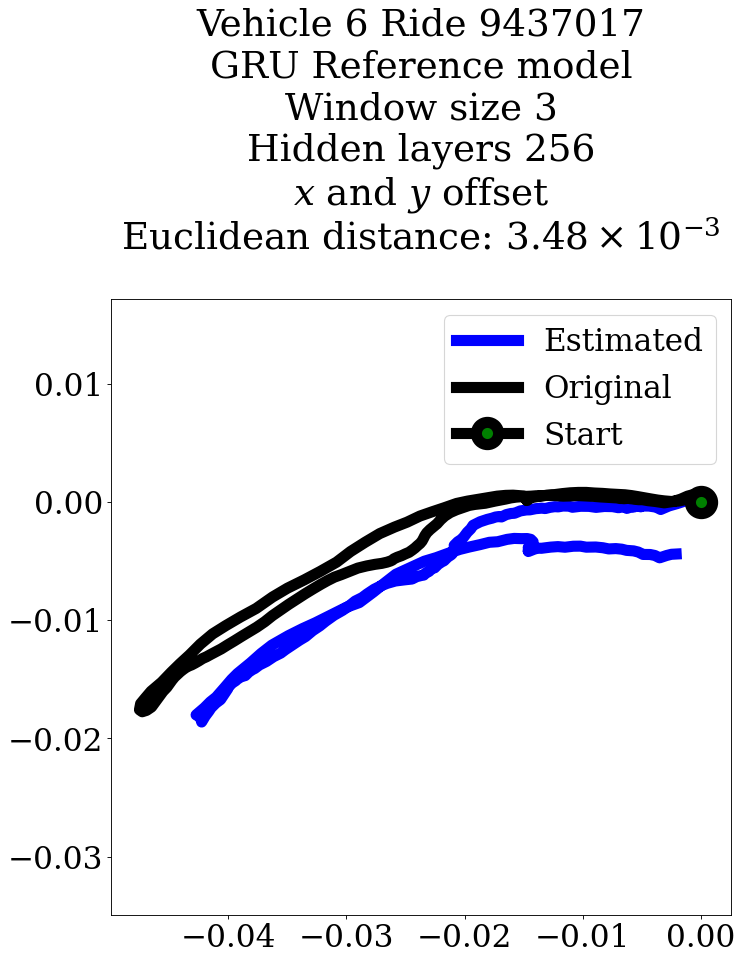 Vehicle 6 Ride 9437017
GRU Reference model
Window size 3
Hidden layers 256
x and y offset
Euclidean distance: 3.48 × 10⁻³
Estimated
Original
Start
0.01
0.00
−0.01
−0.02
−0.03
−0.04 −0.03 −0.02 −0.01 0.00